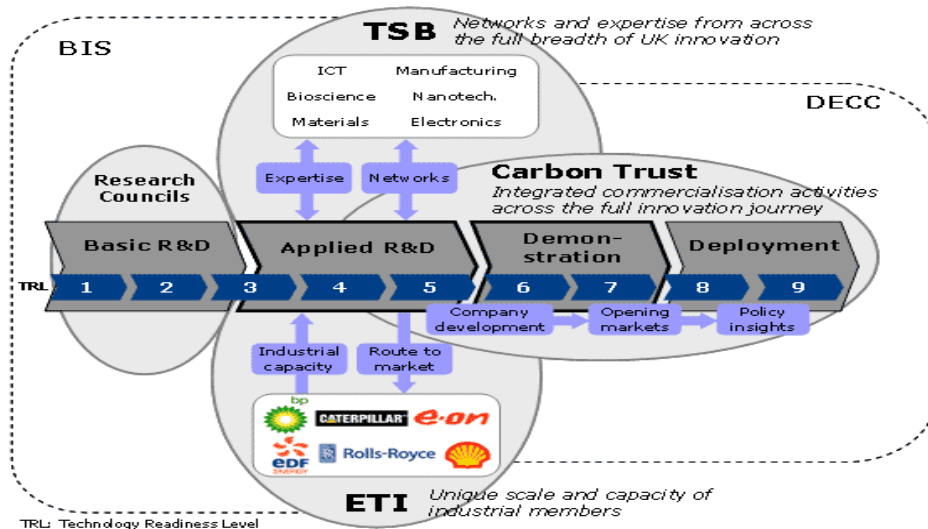 BIS
TSB
Networks and expertise from across
the full breadth of UK innovation
ICT
Manufacturing
Bioscience
Nanotech.
Materials
Electronics
DECC
Expertise
Networks
Research
Councils
Carbon Trust
Integrated commercialisation activities
across the full innovation journey
Basic R&D
Applied R&D
Demon-
stration
Deployment
TRL
1
2
3
4
5
6
7
8
9
Company
development
Opening
markets
Policy
insights
Industrial
capacity
Route to
market
bp
CATERPILLAR
e·on
eDF
ENERGY
R
R
Rolls-Royce
ETI
Unique scale and capacity of
industrial members
TRL: Technology Readiness Level